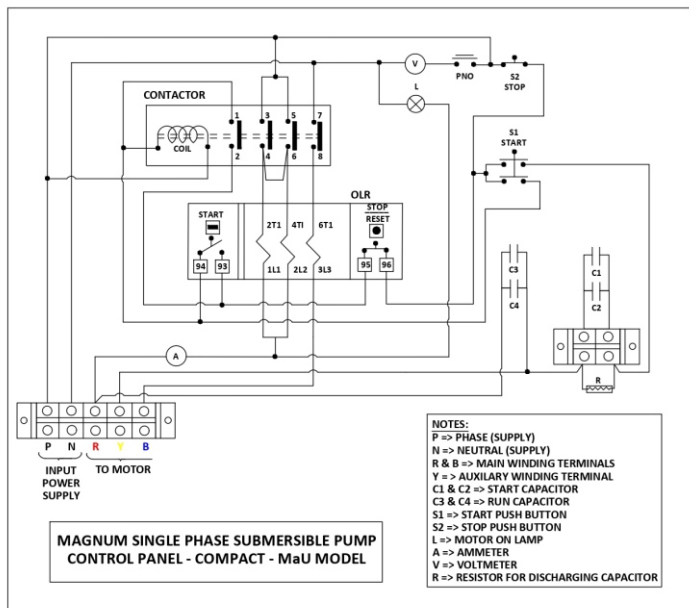 V
PNO
S2
STOP
L
CONTACTOR
1
3
5
7
COIL
2
4
6
8
S1
START
OLR
START
2T1
4TI
6T1
STOP
RESET
94
93
1L1
2L2
3L3
95
96
C3
C4
C1
C2
A
R
P
N
R
Y
B
INPUT
POWER
SUPPLY
TO MOTOR
MAGNUM SINGLE PHASE SUBMERSIBLE PUMP
CONTROL PANEL - COMPACT - MaU MODEL
NOTES:
P => PHASE (SUPPLY)
N => NEUTRAL (SUPPLY)
R & B => MAIN WINDING TERMINALS
Y => AUXILARY WINDING TERMINAL
C1 & C2 => START CAPACITOR
C3 & C4 => RUN CAPACITOR
S1 => START PUSH BUTTON
S2 => STOP PUSH BUTTON
L => MOTOR ON LAMP
A => AMMETER
V => VOLTMETER
R => RESISTOR FOR DISCHARGING CAPACITOR